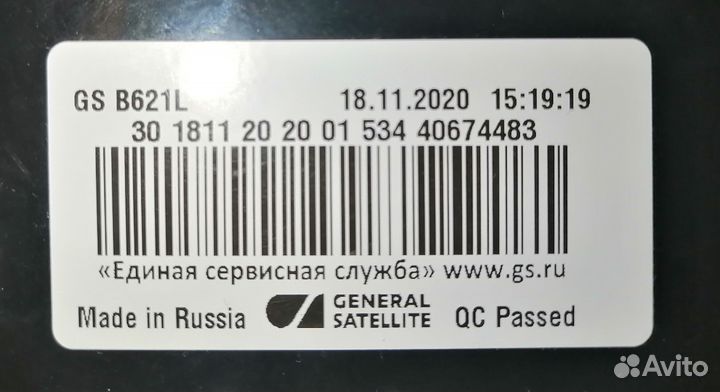 GS B621L 18.11.2020 15:19:19
30 1811 20 20 01 534 40674483
«Единая сервисная служба» www.gs.ru
Made in Russia GENERAL SATELLITE QC Passed
Avito